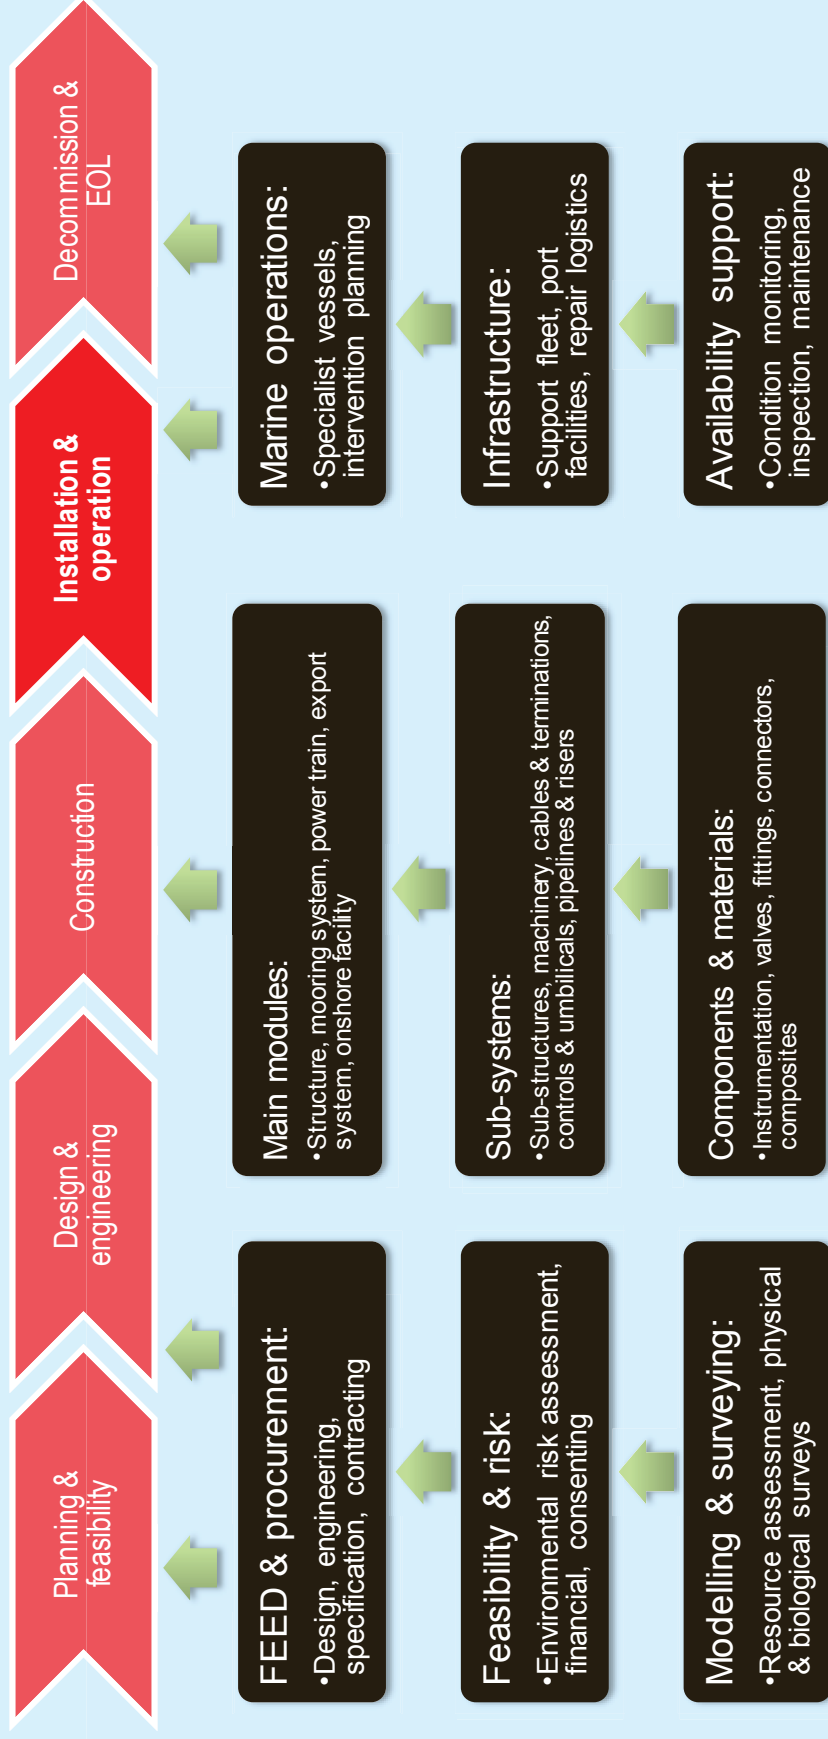 Planning &
feasibility
Design &
engineering
Construction
Installation &
operation
Decommission &
EOL
FEED & procurement:
•Design, engineering,
specification, contracting
Feasibility & risk:
•Environmental risk assessment,
financial, consenting
Modelling & surveying:
•Resource assessment, physical
& biological surveys
Main modules:
•Structure, mooring system, power train, export
system, onshore facility
Sub-systems:
•Sub-structures, machinery, cables & terminations,
controls & umbilicals, pipelines & risers
Components & materials:
•Instrumentation, valves, fittings, connectors,
composites
Marine operations:
•Specialist vessels,
intervention planning
Infrastructure:
•Support fleet, port
facilities, repair logistics
Availability support:
•Condition monitoring,
inspection, maintenance